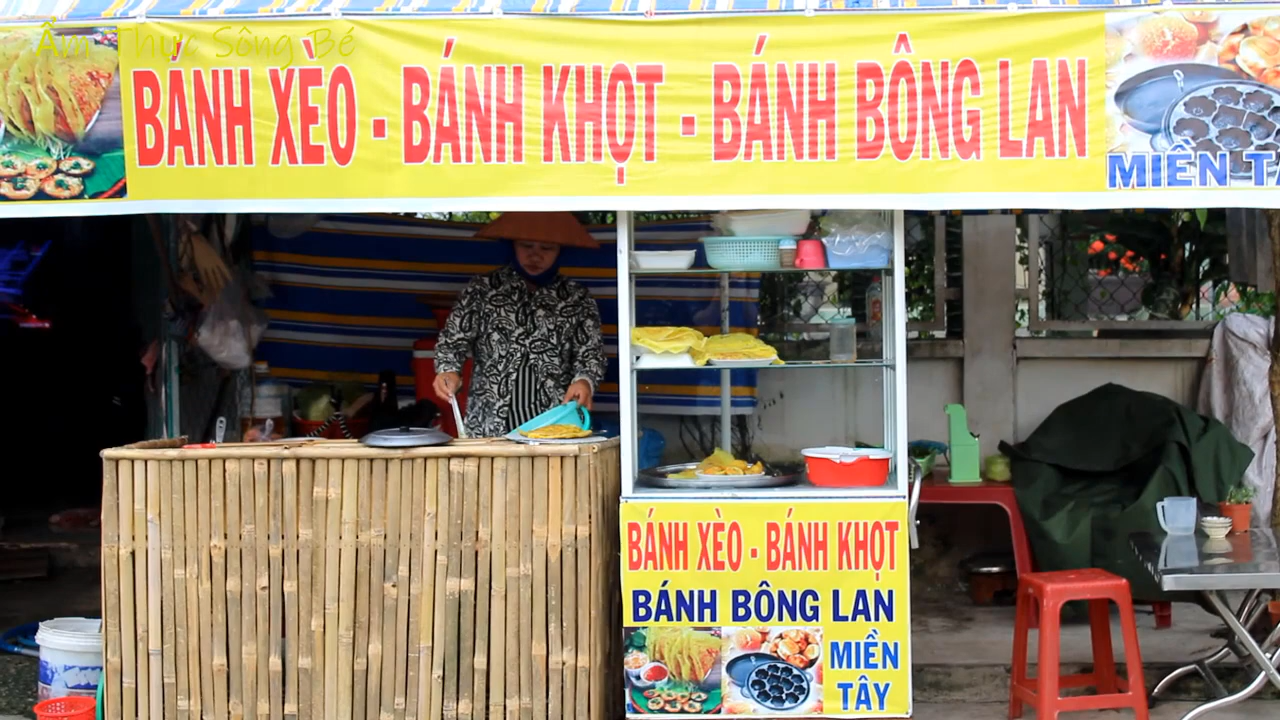 Ẩm Thực Sông Bé
BÁNH XÈO - BÁNH KHỌT - BÁNH BÔNG LAN
MIỀN TÂ
BÁNH XÈO - BÁNH KHỌT
BÁNH BÔNG LAN
MIỀN
TÂY